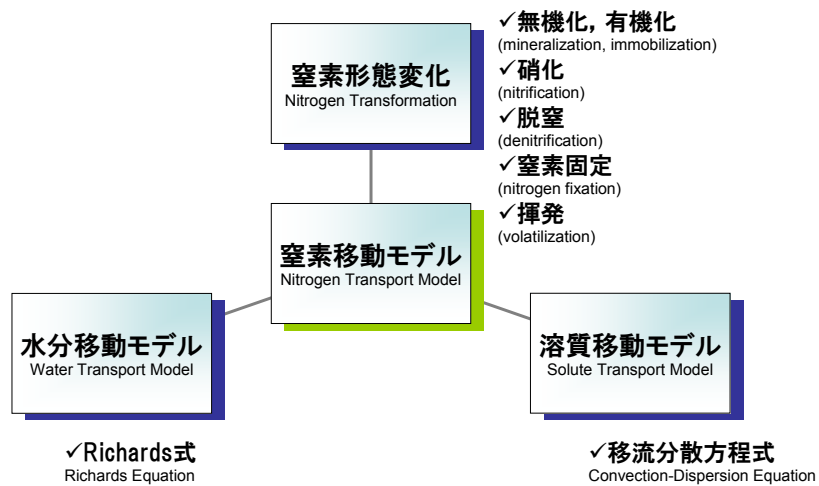 窒素形態変化
Nitrogen Transformation
✓無機化，有機化
(mineralization, immobilization)
✓硝化
(nitrification)
✓脱窒
(denitrification)
✓窒素固定
(nitrogen fixation)
✓揮発
(volatilization)
窒素移動モデル
Nitrogen Transport Model
水分移動モデル
Water Transport Model
✓Richards式
Richards Equation
溶質移動モデル
Solute Transport Model
✓移流分散方程式
Convection-Dispersion Equation